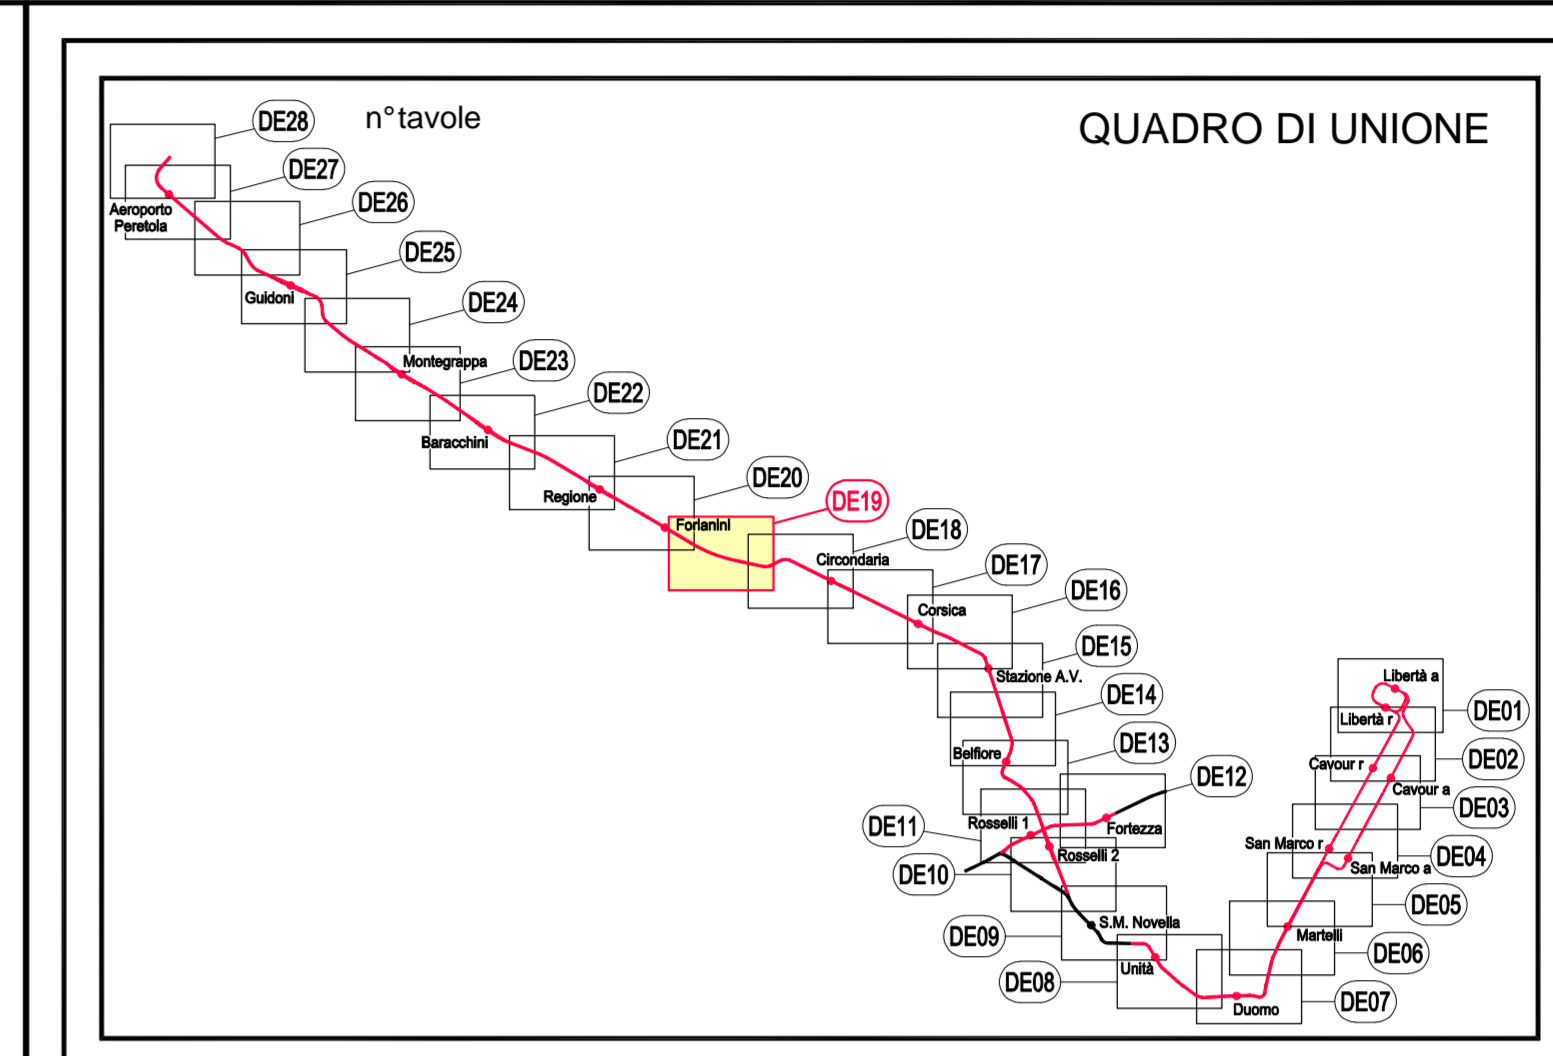 n° tavole
QUADRO DI UNIONE
DE28
DE27
Aeroporto
Peretola
DE26
DE25
Guidoni
DE24
Montegrappa
DE23
DE22
Baracchini
DE21
DE20
Regione
DE19
Forlanini
DE18
Circondaria
DE17
DE16
Corsica
DE15
Stazione A.V.
DE14
Libertà a
DE01
Libertà r
DE13
Belfiore
DE02
Cavour r
DE12
Cavour a
DE03
DE11
Rosselli 1
Fortezza
San Marco r
Rosselli 2
DE04
San Marco a
DE10
DE05
S.M. Novella
DE09
Martelli
DE06
Unità
DE08
DE07
Duomo